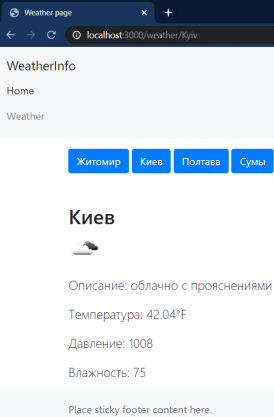 Weather page
localhost:3000/weather/Kyiv
WeatherInfo
Home
Weather
Житомир Киев Полтава Сумы
Киев
Описание: облачно с прояснениями
Температура: 42.04°F
Давление: 1008
Влажность: 75
Place sticky footer content here.